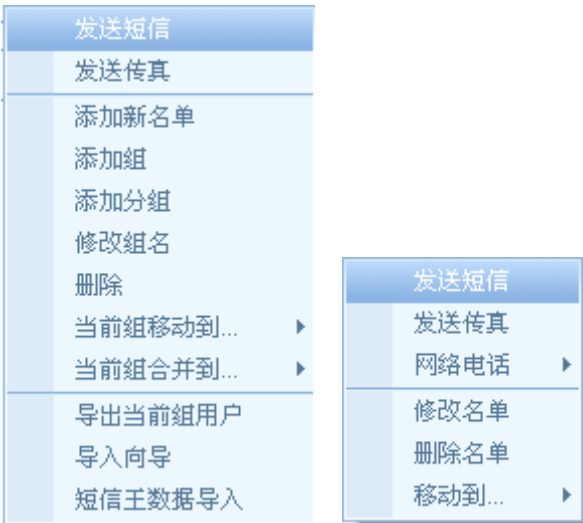 发送短信
发送传真
添加新名单
添加组
添加分组
修改组名
删除
当前组移动到...
当前组合并到...
导出当前组用户
导入向导
短信王数据导入
发送短信
发送传真
网络电话
修改名单
删除名单
移动到...